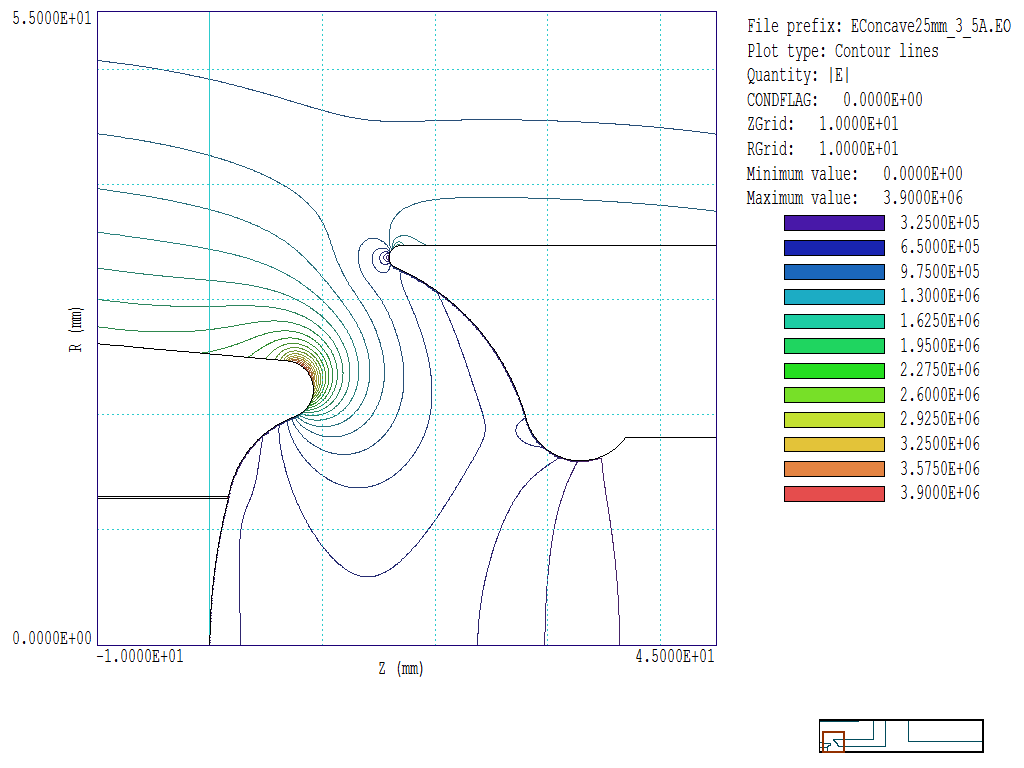 5.5000E+01
R (mm)
0.0000E+00
-1.0000E+01
Z (mm)
4.5000E+01
File prefix: EConcave25mm_3_5A.EO
Plot type: Contour lines
Quantity: |E|
CONDFLAG: 0.0000E+00
ZGrid: 1.0000E+01
RGrid: 1.0000E+01
Minimum value: 0.0000E+00
Maximum value: 3.9000E+06
3.2500E+05
6.5000E+05
9.7500E+05
1.3000E+06
1.6250E+06
1.9500E+06
2.2750E+06
2.6000E+06
2.9250E+06
3.2500E+06
3.5750E+06
3.9000E+06